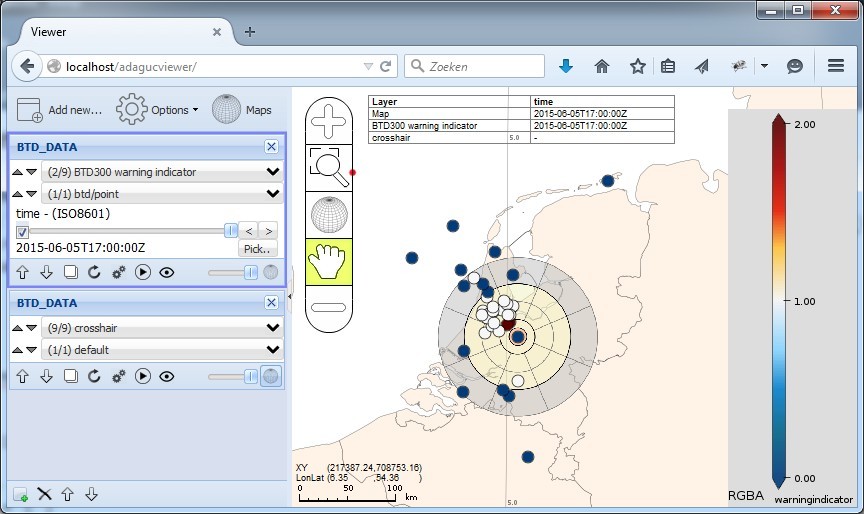 Viewer
localhost/adagucviewer/
Zoeken
Add new...
Options
Maps
BTD_DATA
(2/9) BTD300 warning indicator
(1/1) btd/point
time - (ISO8601)
< >
2015-06-05T17:00:00Z
Pick..
BTD_DATA
(9/9) crosshair
(1/1) default
Layer time
Map 2015-06-05T17:00:00Z
BTD300 warning indicator 2015-06-05T17:00:00Z
crosshair -
5.0
2.00
1.00
0.00
XY (217387.24,708753.16)
LonLat (6.35 ,54.36 )
0 50 100
km
5.0
RGBA
warningindicator